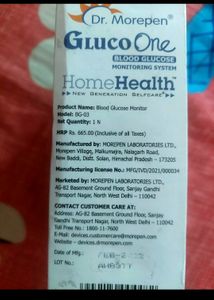 Dr. Morepen
GLUCO One
BLOOD GLUCOSE
MONITORING SYSTEM
HomeHealth
NEW GENERATION SELFCARE
Product Name: Blood Glucose Monitor
Model: BG-03
Net Quantity: 1 N
MRP Rs. 665.00 (Inclusive of all Taxes)
Manufactured by: MOREPEN LABORATORIES LTD.,
Morepen Village, Malkumajra, Nalagarh Road,
Near Baddi, Distt. Solan, Himachal Pradesh - 173205
Manufacturing license No.: MFG/IVD/2021/000034
Marketed by: MOREPEN LABORATORIES LTD.,
AG-82 Basement Ground Floor, Sanjay Gandhi
Transport Nagar, North West Delhi - 110042
CONTACT CUSTOMER CARE AT:
Address: AG-82 Basement Ground Floor, Sanjay Gandhi
Transport Nagar, North West Delhi - 110042
Toll Free No.: 1800-11-7600
E-mail: devices.customercare@morepen.com
Website - devices.drmorepen.com
Date of Mfg.:
LOT No.: